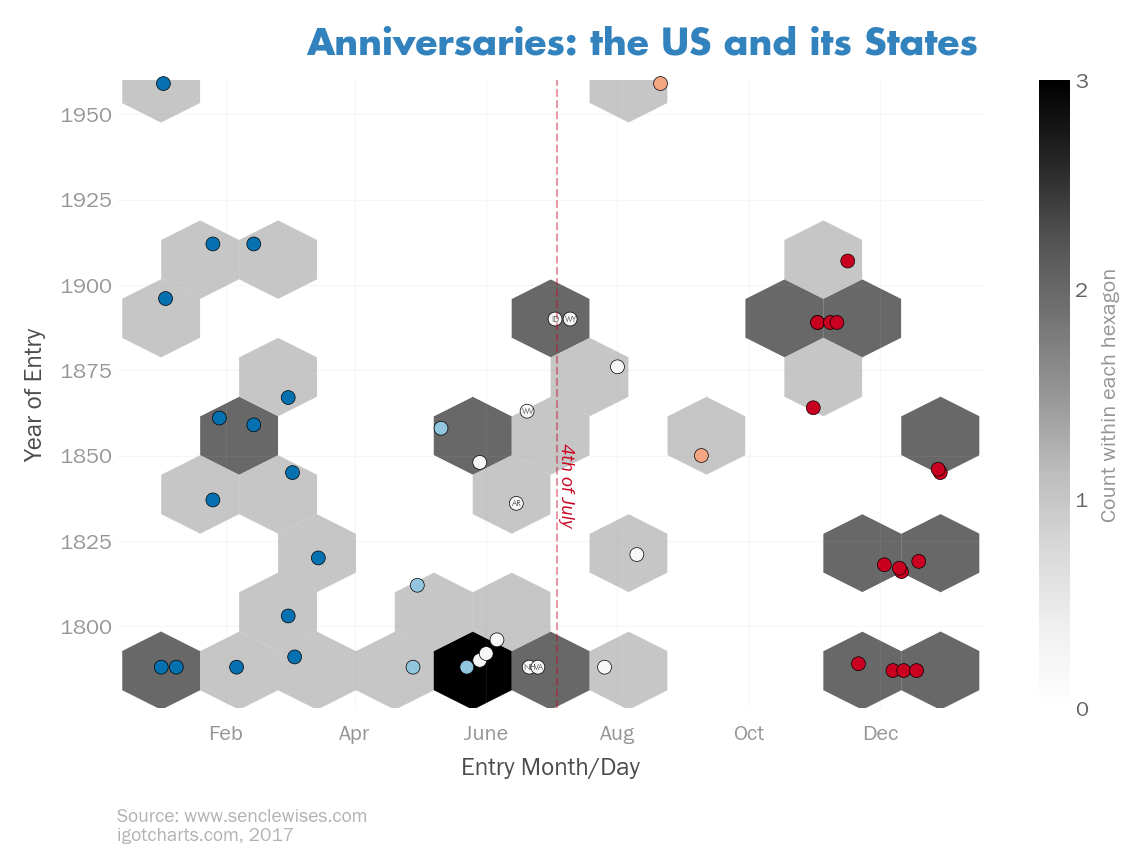 Anniversaries: the US and its States
3
1950
1925
1900
2
ID WY
1875
WV
1850
4th of July
AR
1
1825
1800
NH VA
0
Year of Entry
Count within each hexagon
Feb Apr June Aug Oct Dec
Entry Month/Day
Source: www.senclewises.com
igotcharts.com, 2017